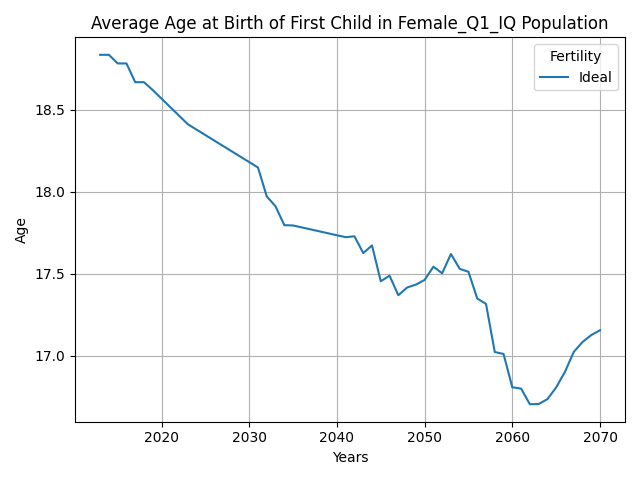 Average Age at Birth of First Child in Female_Q1_IQ Population
Fertility
Ideal
18.5
18.0
17.5
17.0
Age
2020 2030 2040 2050 2060 2070
Years